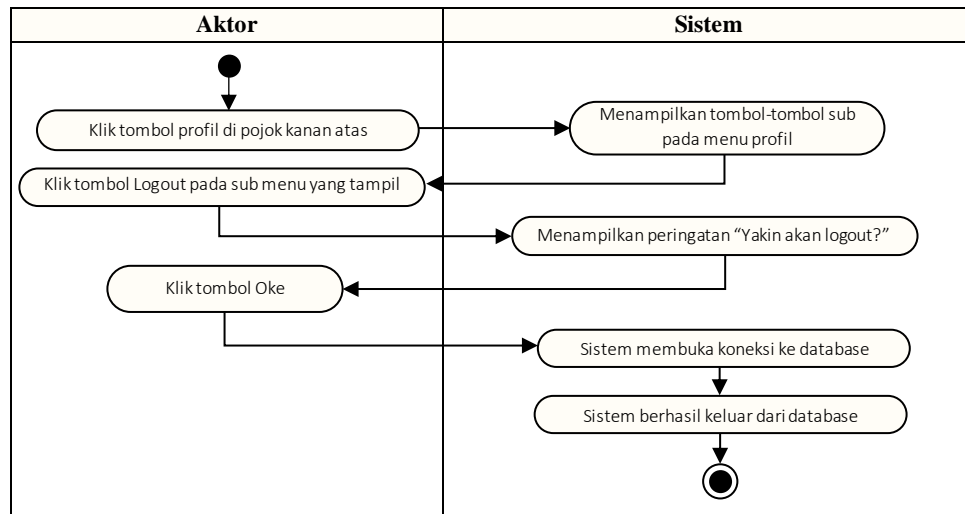 Aktor
Sistem
Klik tombol profil di pojok kanan atas
Menampilkan tombol-tombol sub
pada menu profil
Klik tombol Logout pada sub menu yang tampil
Menampilkan peringatan “Yakin akan logout?”
Klik tombol Oke
Sistem membuka koneksi ke database
Sistem berhasil keluar dari database